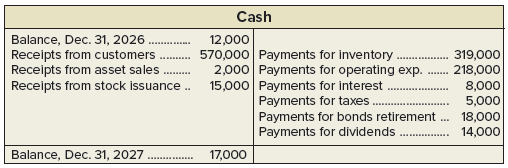 Cash
Balance, Dec. 31, 2026 .............. 12,000
Receipts from customers .......... 570,000 Payments for inventory ................. 319,000
Receipts from asset sales ......... 2,000 Payments for operating exp. ....... 218,000
Receipts from stock issuance .. 15,000 Payments for interest .................... 8,000
Payments for taxes ........................ 5,000
Payments for bonds retirement ... 18,000
Payments for dividends ................ 14,000
Balance, Dec. 31, 2027 ............... 17,000